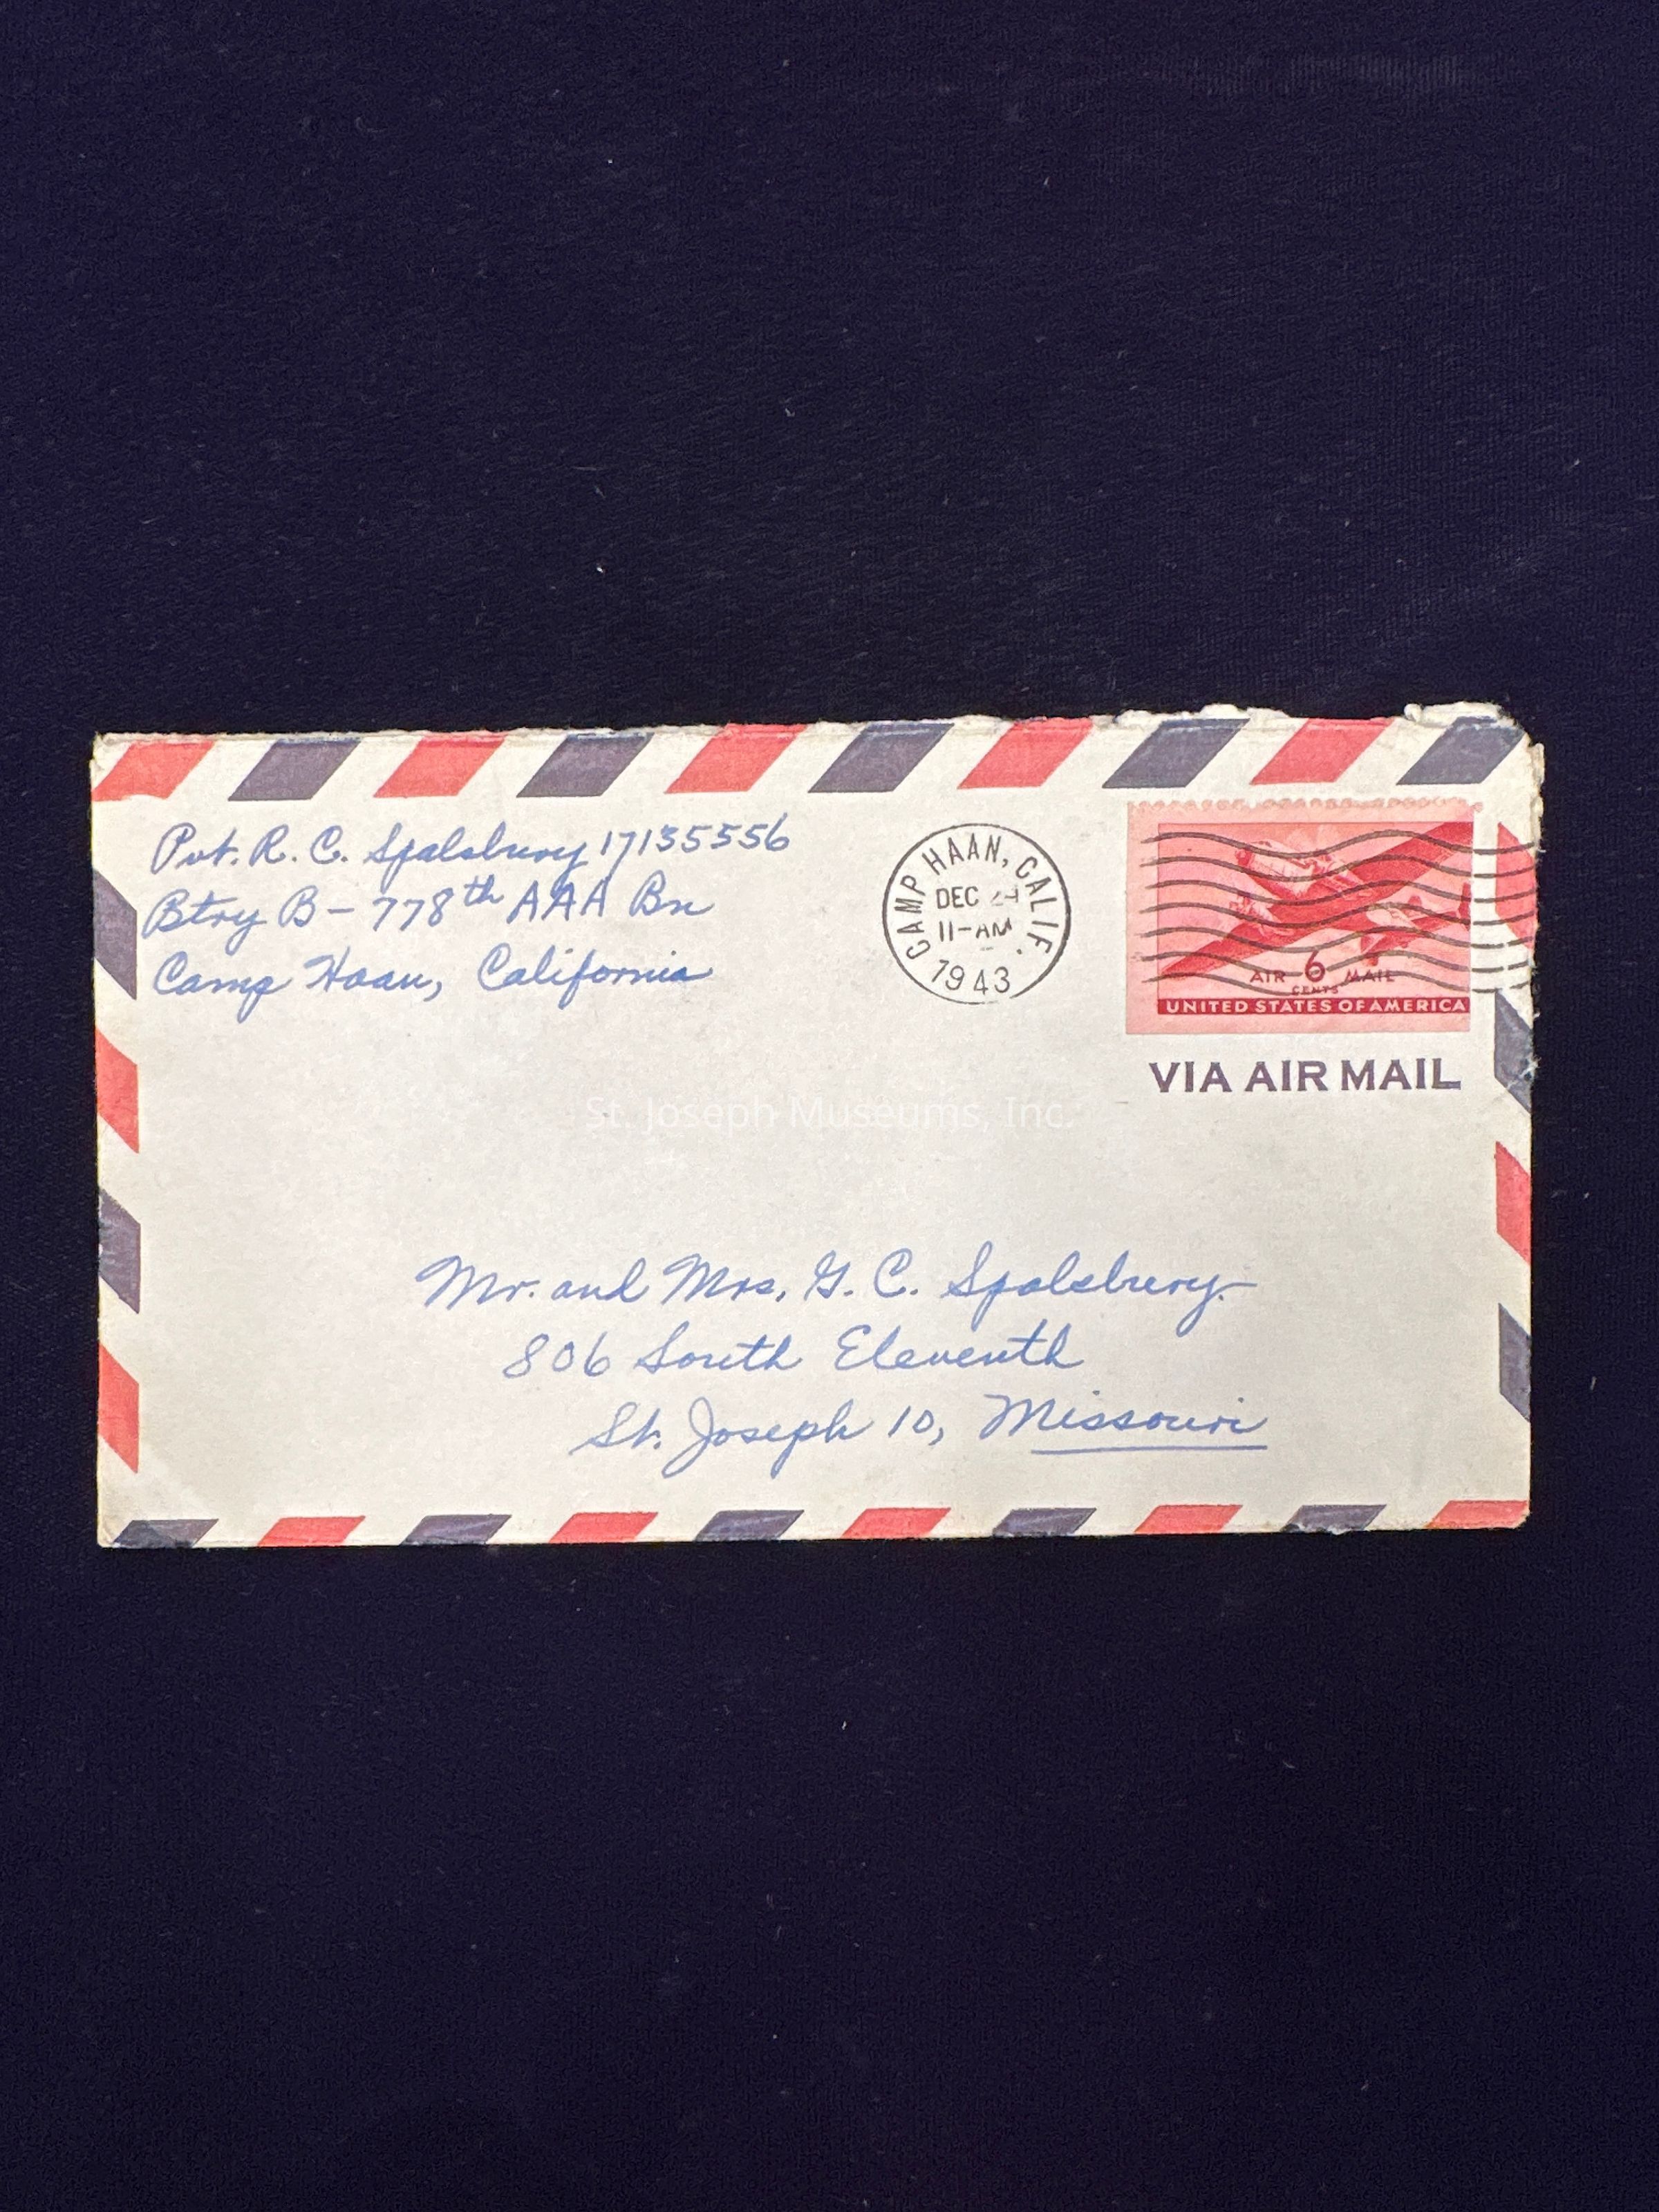 Pvt. R. C. Spalsbury 17135556
Btry B - 778th AAA Bn
Camp Haan, California
CAMP HAAN, CALIF.
DEC
11-AM
1943
AIR 6 MAIL
CENTS
UNITED STATES OF AMERICA
VIA AIR MAIL
St. Joseph Museums, Inc.
Mr. and Mrs. G. C. Spalsbury
806 South Eleventh
St. Joseph 10, Missouri